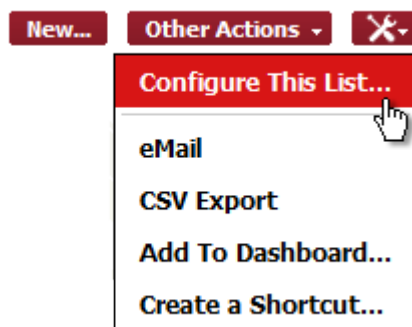 New... Other Actions
Configure This List...
eMail
CSV Export
Add To Dashboard...
Create a Shortcut...